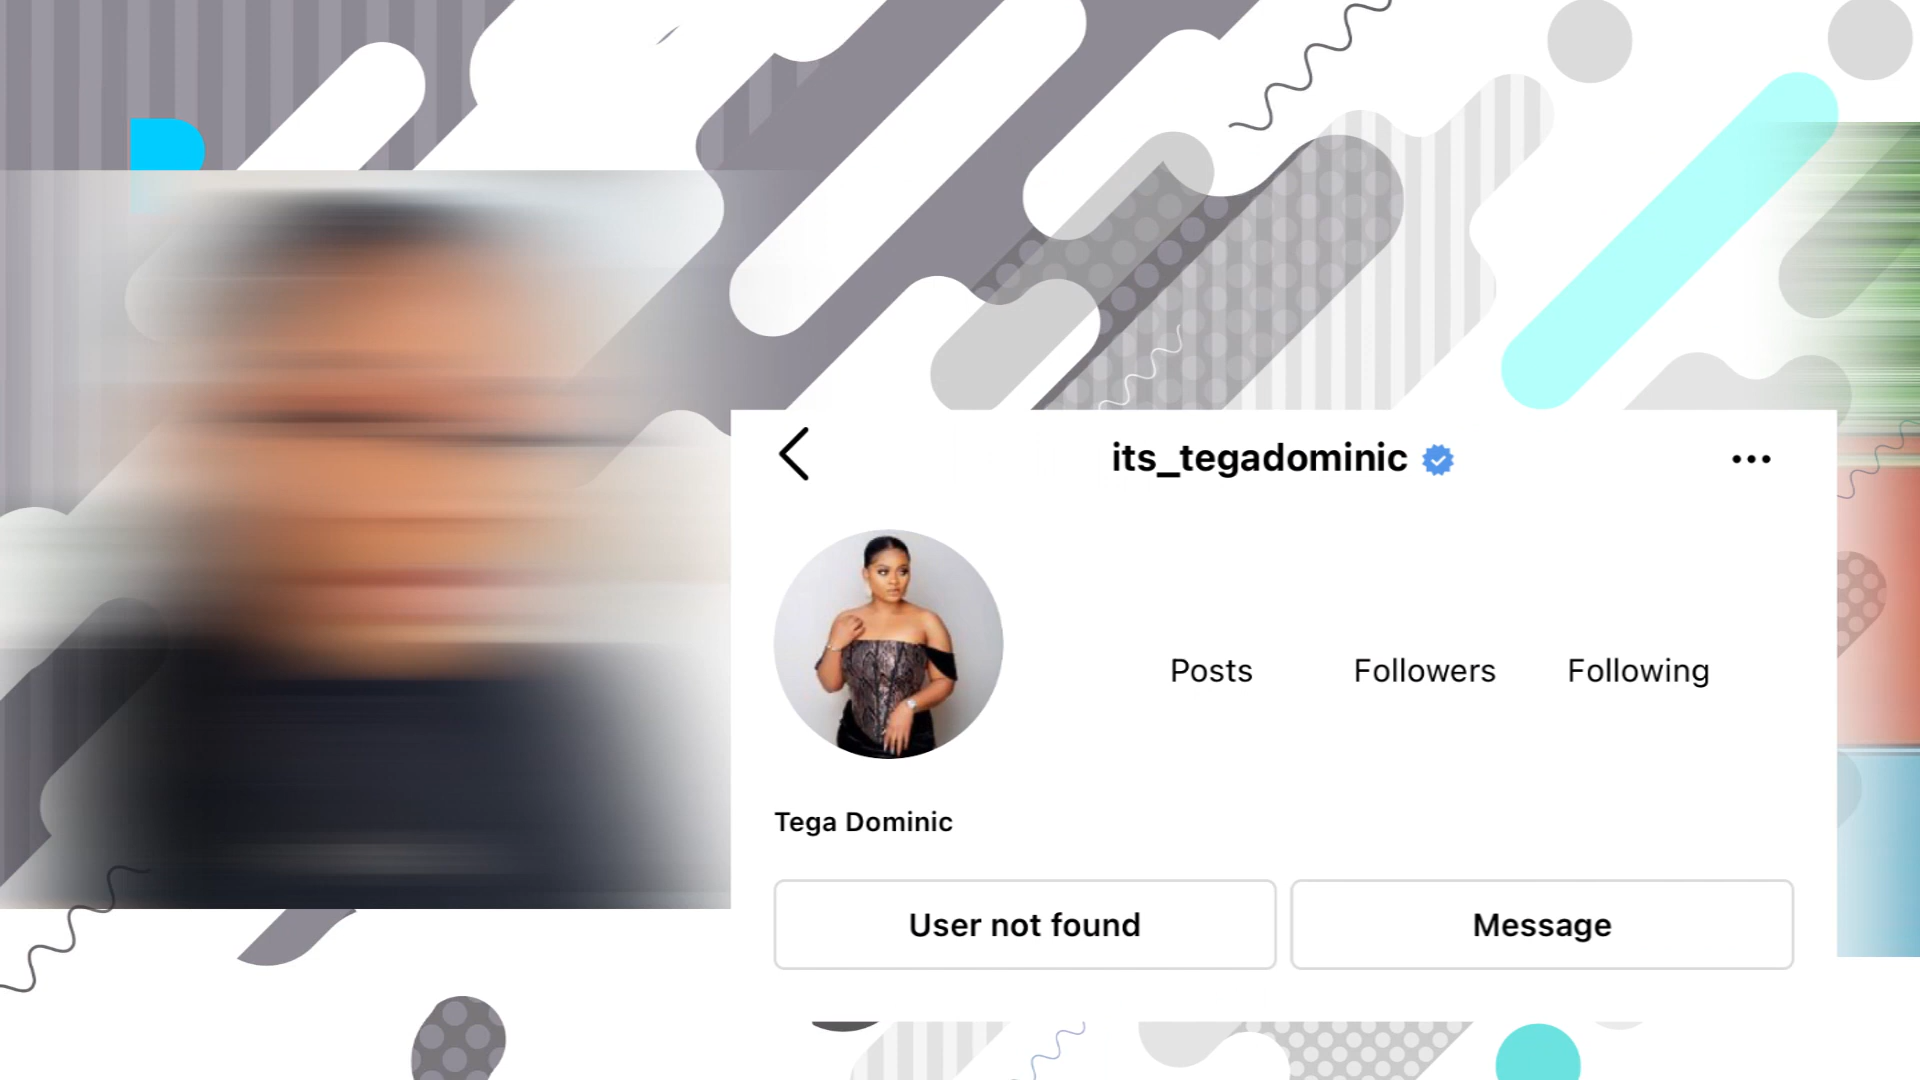 its_tegadominic
Posts Followers Following
Tega Dominic
User not found Message